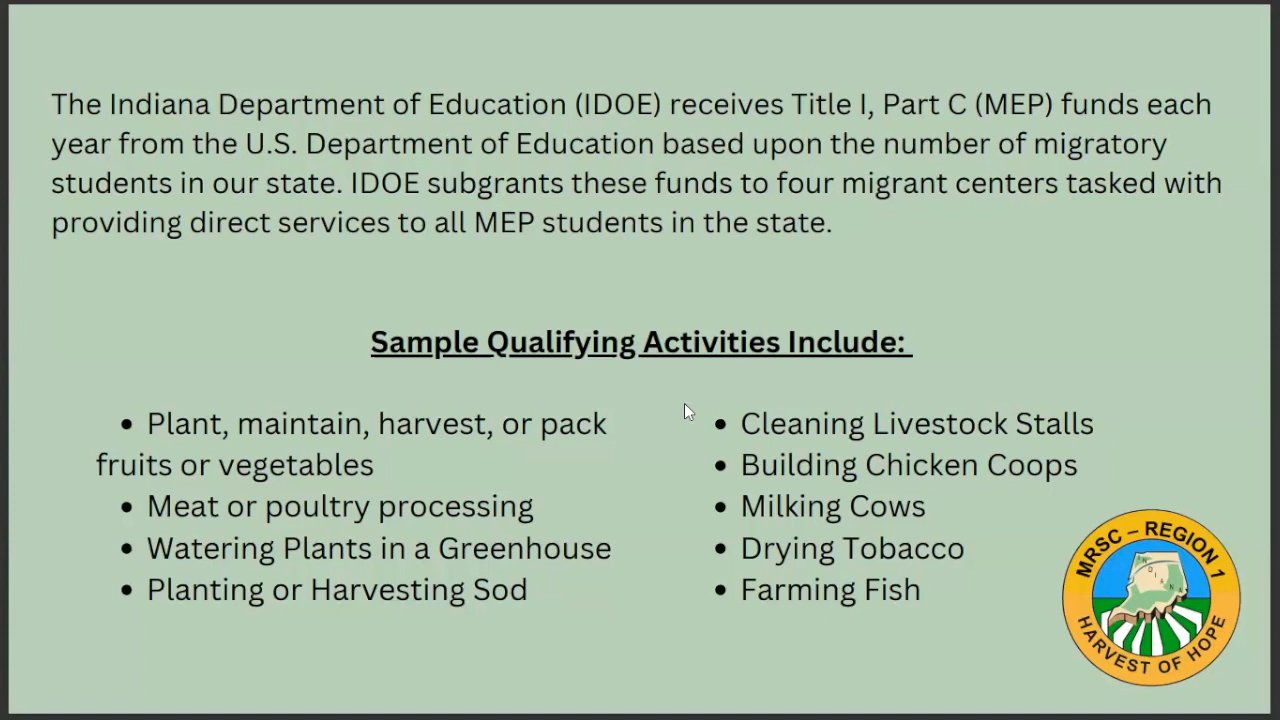 The Indiana Department of Education (IDOE) receives Title I, Part C (MEP) funds each
year from the U.S. Department of Education based upon the number of migratory
students in our state. IDOE subgrants these funds to four migrant centers tasked with
providing direct services to all MEP students in the state.
Sample Qualifying Activities Include:
• Plant, maintain, harvest, or pack
fruits or vegetables
• Meat or poultry processing
• Watering Plants in a Greenhouse
• Planting or Harvesting Sod
• Cleaning Livestock Stalls
• Building Chicken Coops
• Milking Cows
• Drying Tobacco
• Farming Fish
MRSC – REGION 1
INDIANA
HARVEST OF HOPE